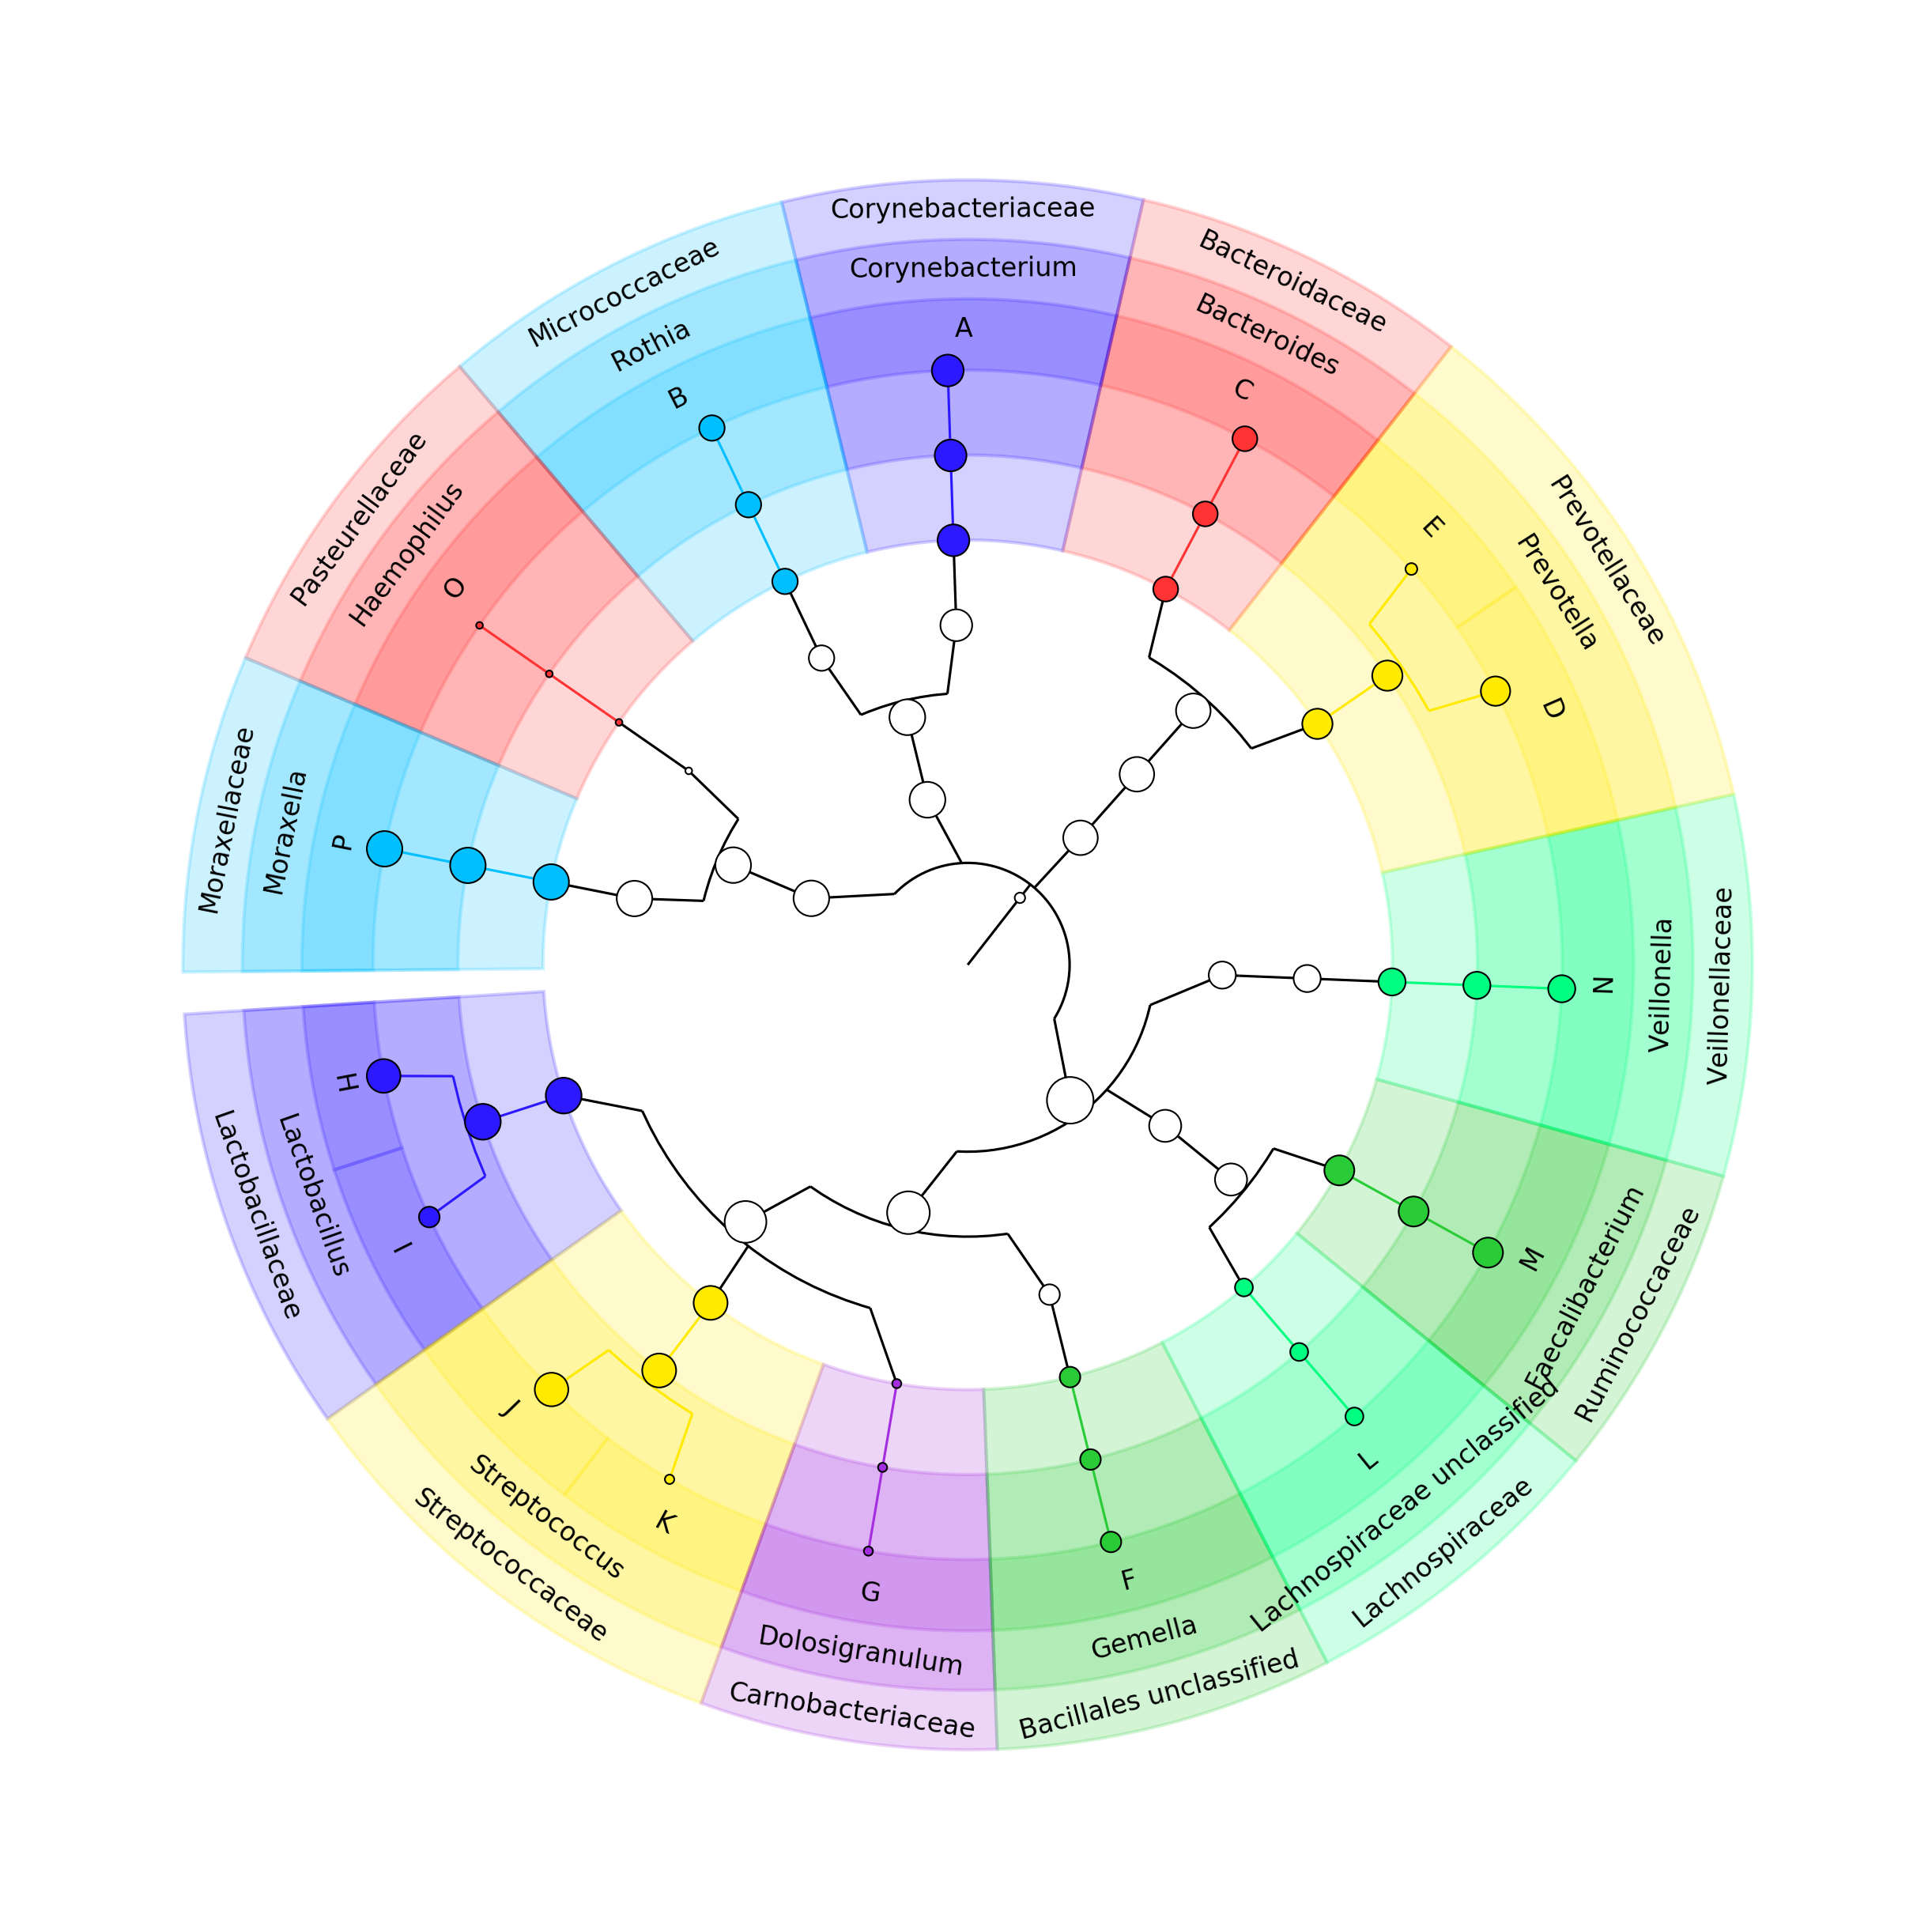 Corynebacteriaceae
Corynebacterium
A
Bacteroidaceae
Bacteroides
C
Prevotellaceae
Prevotella
E
D
Veillonellaceae
Veillonella
N
Ruminococcaceae
Faecalibacterium
M
Lachnospiraceae
Lachnospiraceae unclassified
L
Bacillales unclassified
Gemella
F
Carnobacteriaceae
Dolosigranulum
G
Streptococcaceae
Streptococcus
K
J
Lactobacillaceae
Lactobacillus
I
H
Moraxellaceae
Moraxella
P
Pasteurellaceae
Haemophilus
O
Micrococcaceae
Rothia
B